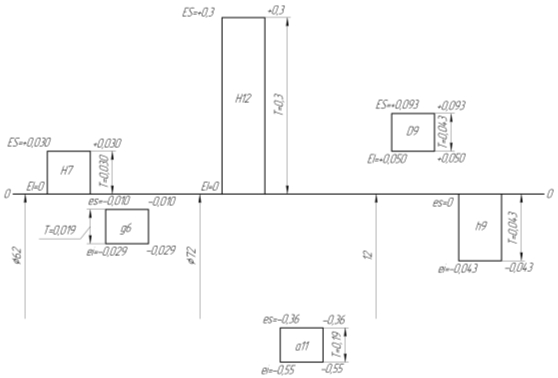 ES=+0,3 +0,3
H12
T=0,3
ES=+0,093 +0,093
D9
T=0,043
EI=+0,050 +0,050
ES=+0,030 +0,030
H7
T=0,030
EI=0
EI=0
0 0
es=-0,010 -0,010
T=0,019
g6
ei=-0,029 -0,029
es=0
h9
T=0,043
ei=-0,043 -0,043
ø62
ø72
12
es=-0,36 -0,36
a11
T=0,19
ei=-0,55 -0,55